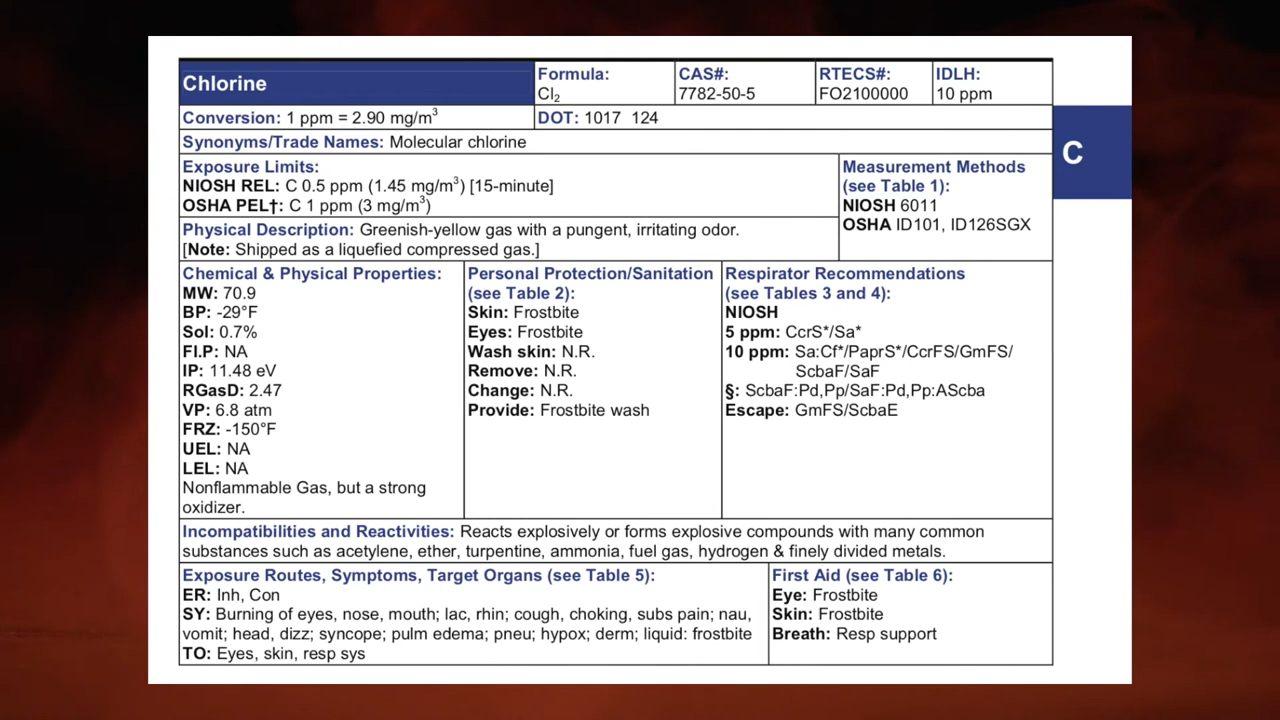 Chlorine
Formula:
Cl₂
CAS#:
7782-50-5
RTECS#:
FO2100000
IDLH:
10 ppm
Conversion: 1 ppm = 2.90 mg/m³
DOT: 1017 124
Synonyms/Trade Names: Molecular chlorine
C
Exposure Limits:
NIOSH REL: C 0.5 ppm (1.45 mg/m³) [15-minute]
OSHA PEL†: C 1 ppm (3 mg/m³)
Measurement Methods
(see Table 1):
NIOSH 6011
OSHA ID101, ID126SGX
Physical Description: Greenish-yellow gas with a pungent, irritating odor.
[Note: Shipped as a liquefied compressed gas.]
Chemical & Physical Properties:
MW: 70.9
BP: -29°F
Sol: 0.7%
Fl.P: NA
IP: 11.48 eV
RGasD: 2.47
VP: 6.8 atm
FRZ: -150°F
UEL: NA
LEL: NA
Nonflammable Gas, but a strong
oxidizer.
Personal Protection/Sanitation
(see Table 2):
Skin: Frostbite
Eyes: Frostbite
Wash skin: N.R.
Remove: N.R.
Change: N.R.
Provide: Frostbite wash
Respirator Recommendations
(see Tables 3 and 4):
NIOSH
5 ppm: CcrS*/Sa*
10 ppm: Sa:Cf*/PaprS*/CcrFS/GmFS/
ScbaF/SaF
§: ScbaF:Pd,Pp/SaF:Pd,Pp:AScba
Escape: GmFS/ScbaE
Incompatibilities and Reactivities: Reacts explosively or forms explosive compounds with many common
substances such as acetylene, ether, turpentine, ammonia, fuel gas, hydrogen & finely divided metals.
Exposure Routes, Symptoms, Target Organs (see Table 5):
ER: Inh, Con
SY: Burning of eyes, nose, mouth; lac, rhin; cough, choking, subs pain; nau,
vomit; head, dizz; syncope; pulm edema; pneu; hypox; derm; liquid: frostbite
TO: Eyes, skin, resp sys
First Aid (see Table 6):
Eye: Frostbite
Skin: Frostbite
Breath: Resp support